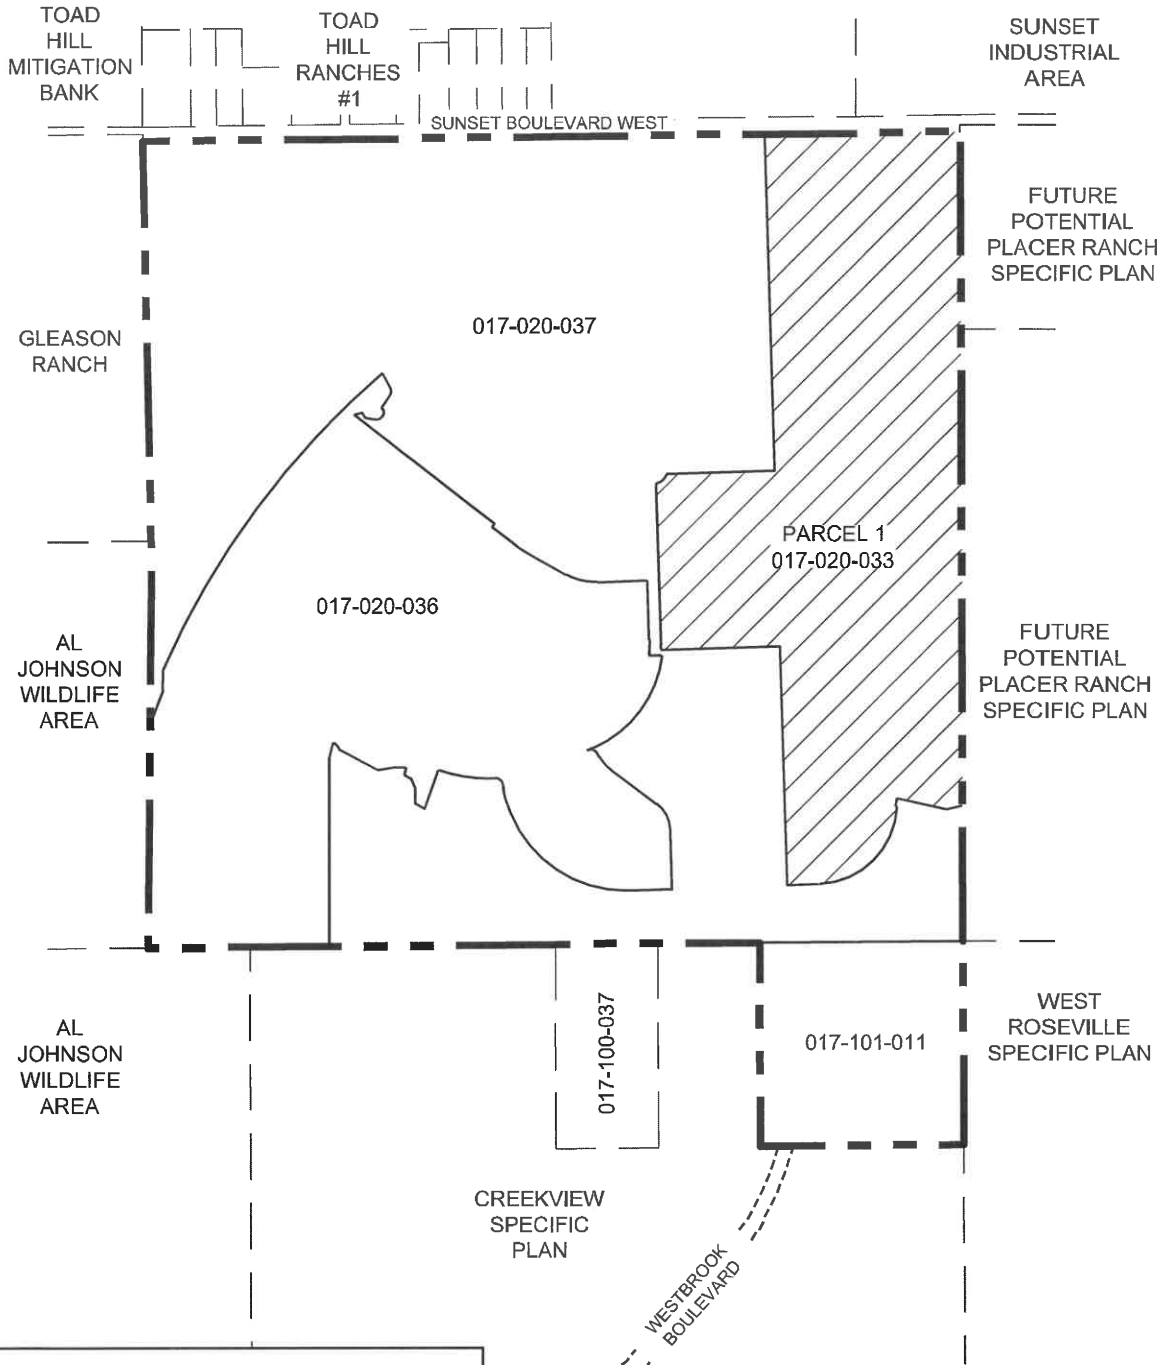 TOAD
HILL
MITIGATION
BANK
TOAD
HILL
RANCHES
#1
SUNSET
INDUSTRIAL
AREA
SUNSET BOULEVARD WEST
FUTURE
POTENTIAL
PLACER RANCH
SPECIFIC PLAN
GLEASON
RANCH
017-020-037
PARCEL 1
017-020-033
017-020-036
AL
JOHNSON
WILDLIFE
AREA
FUTURE
POTENTIAL
PLACER RANCH
SPECIFIC PLAN
AL
JOHNSON
WILDLIFE
AREA
017-100-037
017-101-011
WEST
ROSEVILLE
SPECIFIC PLAN
CREEKVIEW
SPECIFIC
PLAN
WESTBROOK
BOULEVARD